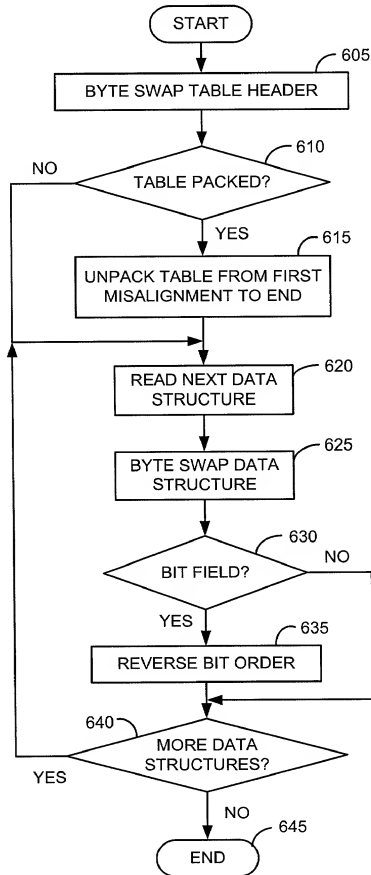 START
605
BYTE SWAP TABLE HEADER
610
NO
TABLE PACKED?
YES
615
UNPACK TABLE FROM FIRST
MISALIGNMENT TO END
620
READ NEXT DATA
STRUCTURE
625
BYTE SWAP DATA
STRUCTURE
630
NO
BIT FIELD?
YES
635
REVERSE BIT ORDER
640
MORE DATA
STRUCTURES?
YES
NO
645
END